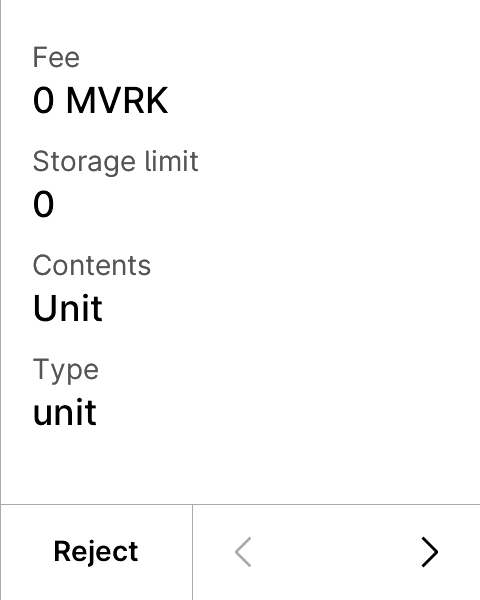 Fee
0 MVRK
Storage limit
0
Contents
Unit
Type
unit
Reject